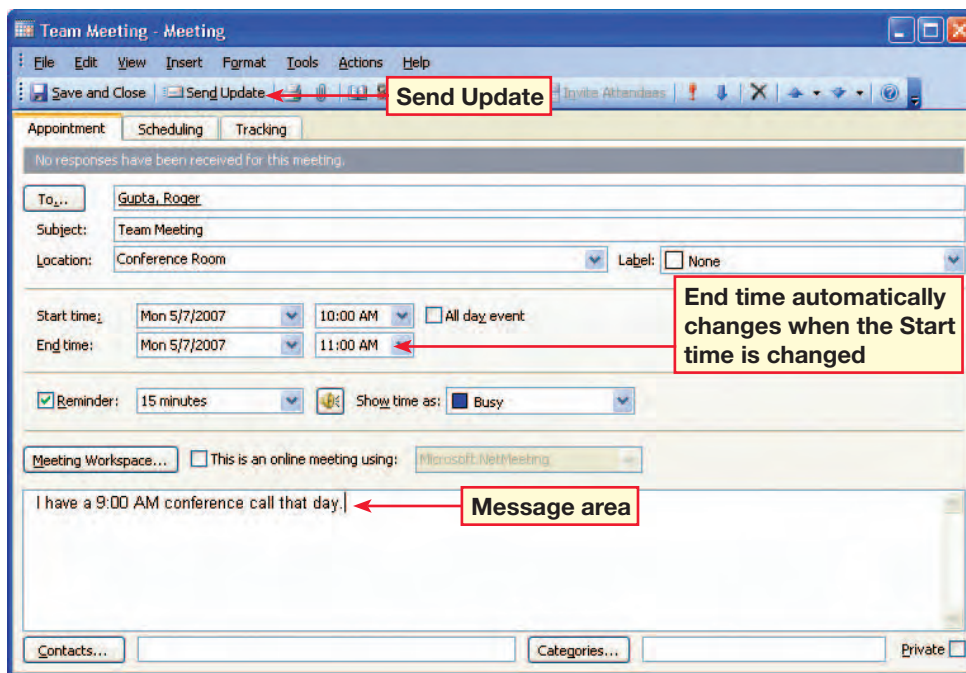 Team Meeting - Meeting
File Edit View Insert Format Tools Actions Help
Save and Close Send Update Send Update Invite Attendees
Appointment Scheduling Tracking
No responses have been received for this meeting.
To... Gupta, Roger
Subject: Team Meeting
Location: Conference Room Label: None
End time automatically
changes when the Start
time is changed
Start time: Mon 5/7/2007 10:00 AM All day event
End time: Mon 5/7/2007 11:00 AM
Reminder: 15 minutes Show time as: Busy
Meeting Workspace... This is an online meeting using: Microsoft NetMeeting
I have a 9:00 AM conference call that day.
Message area
Contacts... Categories... Private